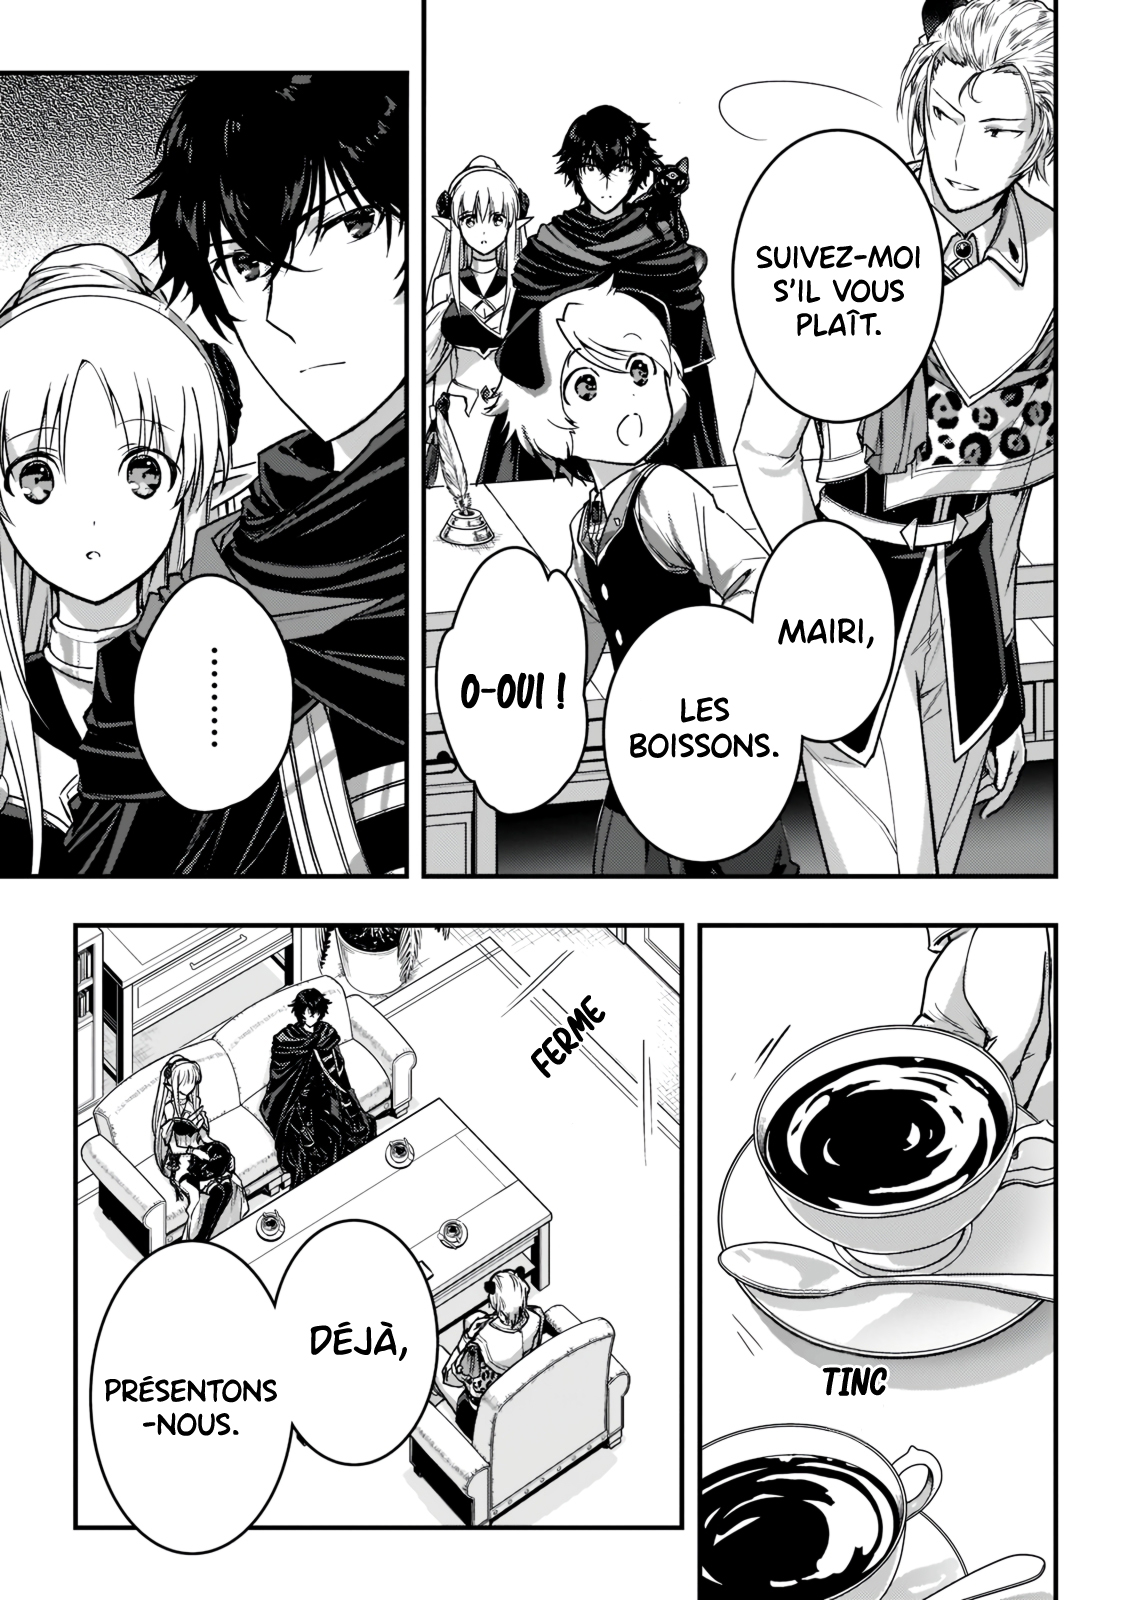 SUIVEZ-MOI
S'IL VOUS
PLAÎT.
MAIRI,
LES
BOISSONS.
O-OUI !
.........
TINC
FERME
DÉJÀ,
PRÉSENTONS
-NOUS.